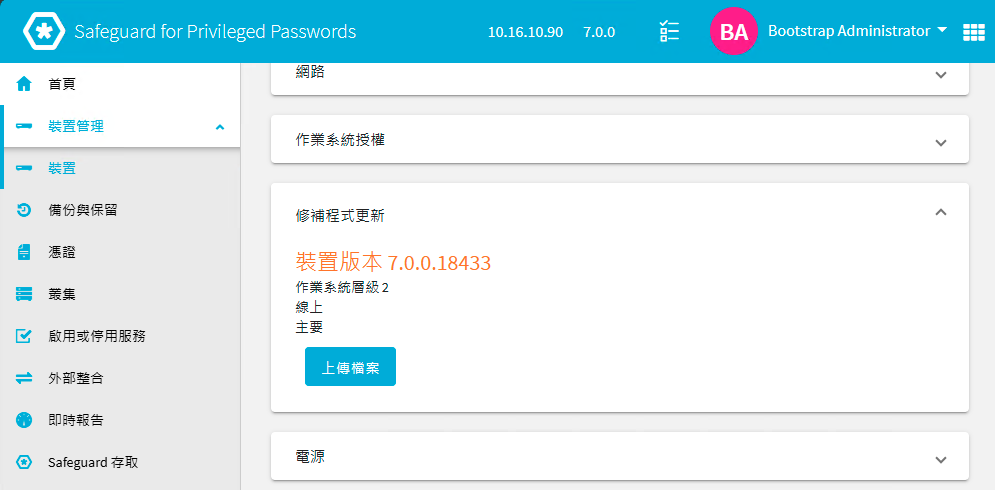 Safeguard for Privileged Passwords
10.16.10.90
7.0.0
BA
Bootstrap Administrator
首頁
裝置管理
裝置
備份與保留
憑證
叢集
啟用或停用服務
外部整合
即時報告
Safeguard 存取
網路
作業系統授權
修補程式更新
裝置版本 7.0.0.18433
作業系統層級 2
線上
主要
上傳檔案
電源